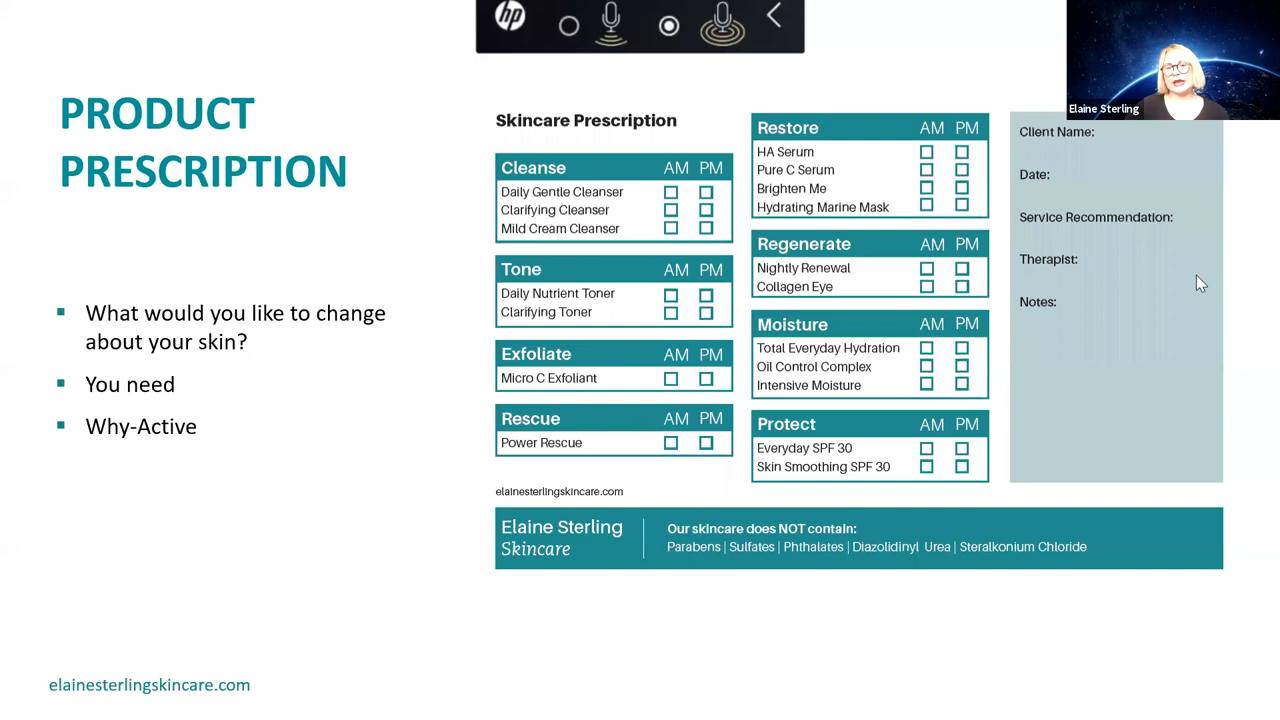 hp
Elaine Sterling
PRODUCT
PRESCRIPTION
What would you like to change
about your skin?
You need
Why-Active
Skincare Prescription
Cleanse AM PM
Daily Gentle Cleanser
Clarifying Cleanser
Mild Cream Cleanser
Tone AM PM
Daily Nutrient Toner
Clarifying Toner
Exfoliate AM PM
Micro C Exfoliant
Rescue AM PM
Power Rescue
elainesterlingskincare.com
Restore AM PM
HA Serum
Pure C Serum
Brighten Me
Hydrating Marine Mask
Regenerate AM PM
Nightly Renewal
Collagen Eye
Moisture AM PM
Total Everyday Hydration
Oil Control Complex
Intensive Moisture
Protect AM PM
Everyday SPF 30
Skin Smoothing SPF 30
Client Name:
Date:
Service Recommendation:
Therapist:
Notes:
Elaine Sterling
Skincare
Our skincare does NOT contain:
Parabens | Sulfates | Phthalates | Diazolidinyl Urea | Steralkonium Chloride
elainesterlingskincare.com